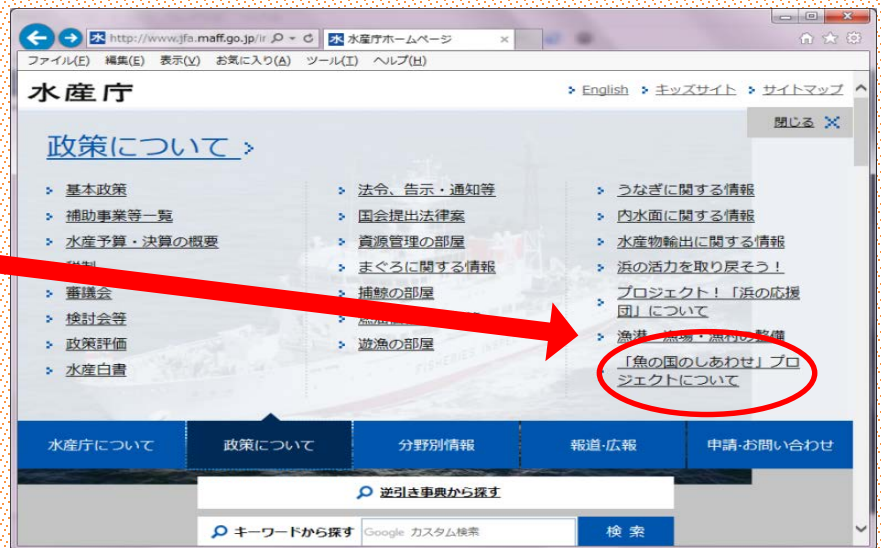 http://www.jfa.maff.go.jp/ir
水産庁ホームページ
ファイル(F) 編集(E) 表示(V) お気に入り(A) ツール(T) ヘルプ(H)
水産庁
English キッズサイト サイトマップ
閉じる
政策について
基本政策
補助事業等一覧
水産予算・決算の概要
審議会
検討会等
政策評価
水産白書
法令、告示・通知等
国会提出法律案
資源管理の部屋
まぐろに関する情報
捕鯨の部屋
遊漁の部屋
うなぎに関する情報
内水面に関する情報
水産物輸出に関する情報
浜の活力を取り戻そう!
プロジェクト!「浜の応援
団」について
漁港・漁場・漁村の整備
「魚の国のしあわせ」プロ
ジェクトについて
水産庁について 政策について 分野別情報 報道・広報 申請・お問い合わせ
逆引き事典から探す
キーワードから探す Google カスタム検索 検索